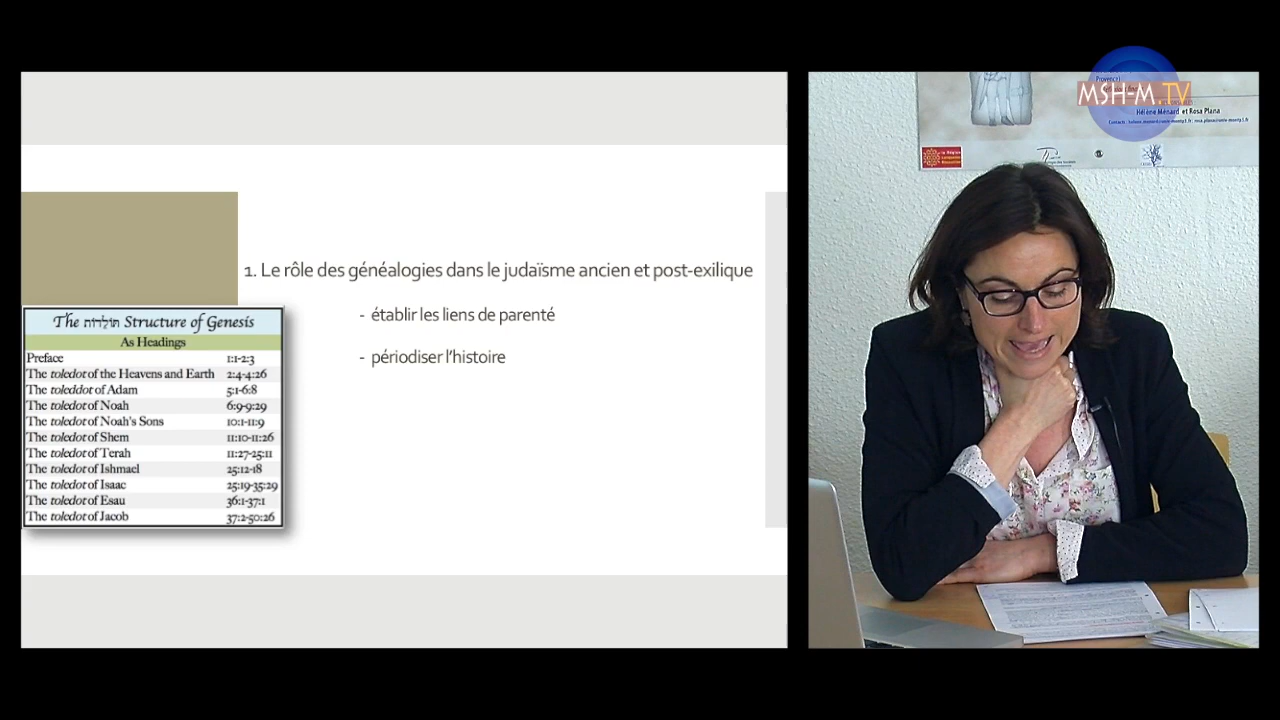 1. Le rôle des généalogies dans le judaïsme ancien et post-exilique
- établir les liens de parenté
- périodiser l'histoire
The תּוֹלְדוֹת Structure of Genesis
As Headings
Preface 1:1-2:3
The toledot of the Heavens and Earth 2:4-4:26
The toleddot of Adam 5:1-6:8
The toledot of Noah 6:9-9:29
The toledot of Noah's Sons 10:1-11:9
The toledot of Shem 11:10-11:26
The toledot of Terah 11:27-25:11
The toledot of Ishmael 25:12-18
The toledot of Isaac 25:19-35:29
The toledot of Esau 36:1-37:1
The toledot of Jacob 37:2-50:26
MSH-M.TV
Provence)
Hélène Ménard et Rosa Plana